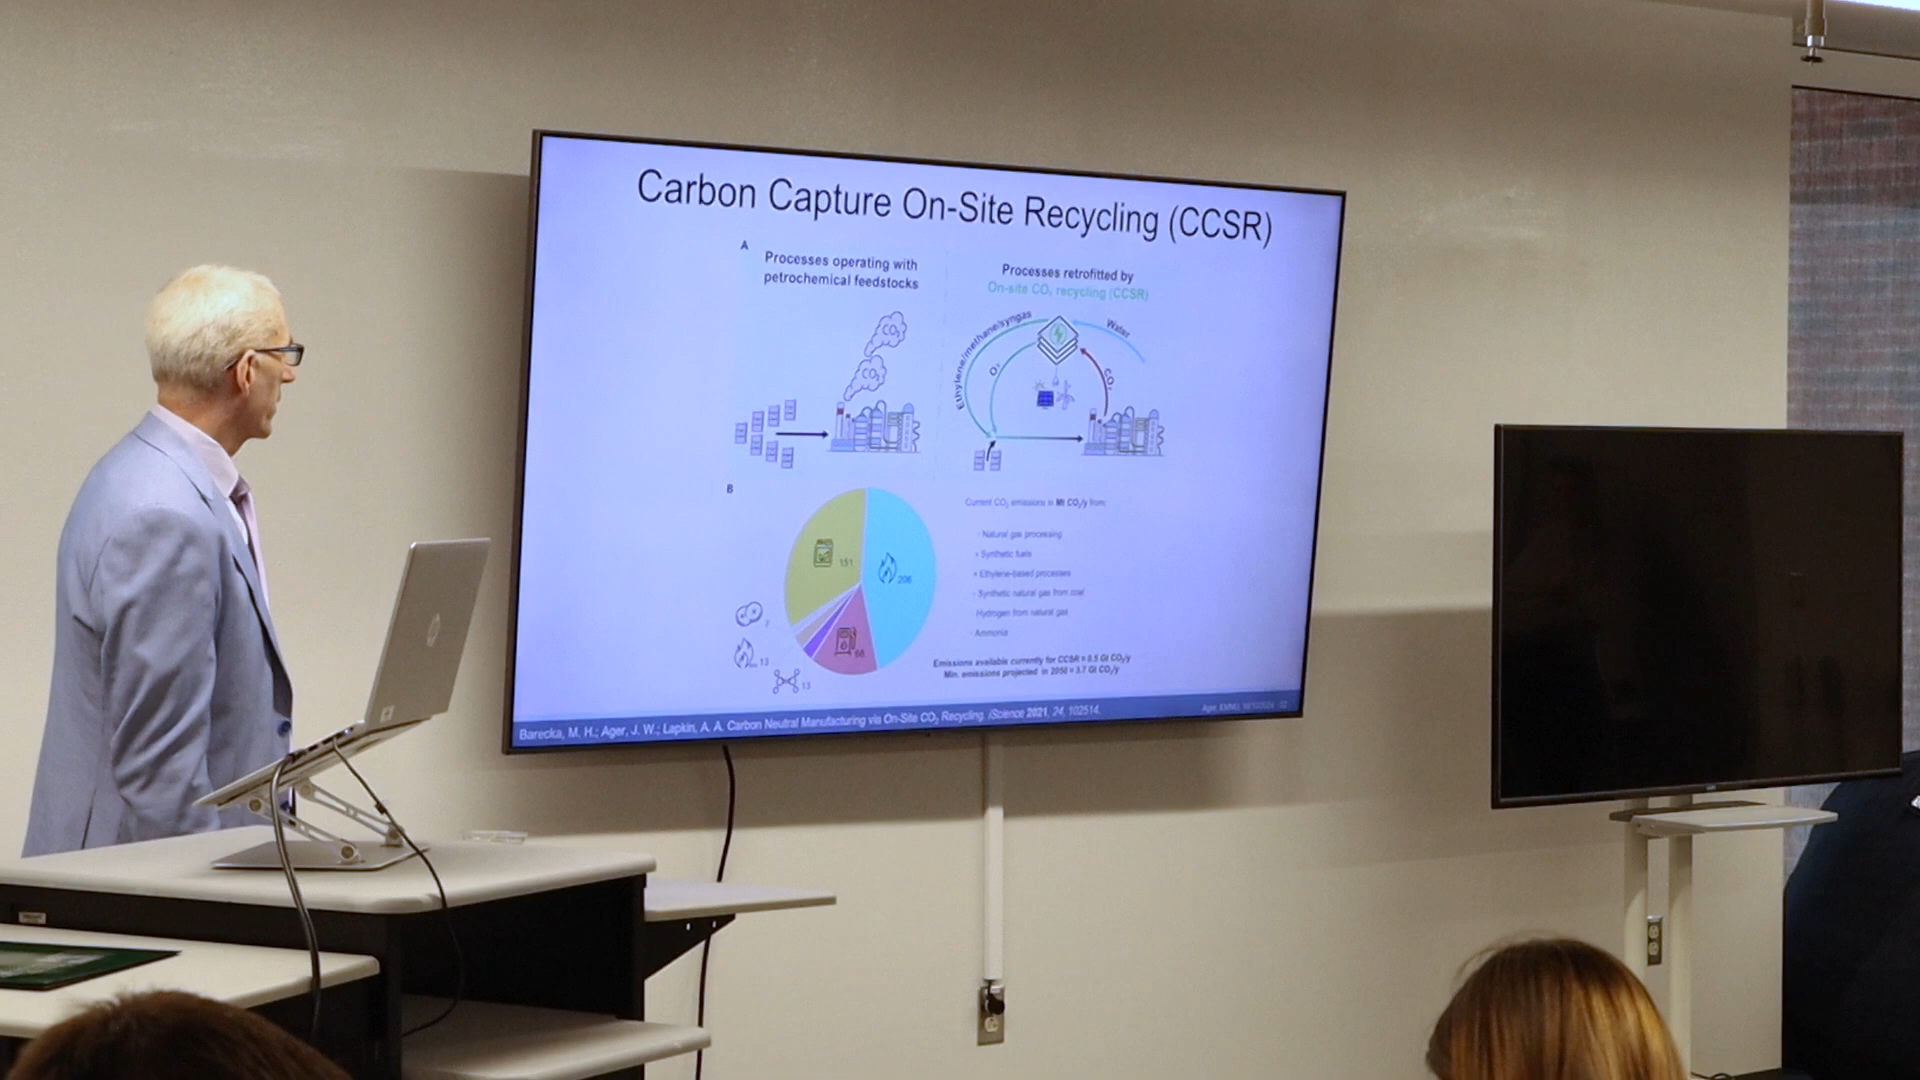 Carbon Capture On-Site Recycling (CCSR)
A
Processes operating with
petrochemical feedstocks
Processes retrofitted by
On-site CO₂ recycling (CCSR)
CO₂
CO₂
Ethylene/methane/syngas
O₂
Water
CO₂
B
151
206
68
7
13
13
Current CO₂ emissions in Mt CO₂/y from:
- Natural gas processing
+ Synthetic fuels
+ Ethylene-based processes
- Synthetic natural gas from coal
Hydrogen from natural gas
- Ammonia
Emissions available currently for CCSR = 0.5 Gt CO₂/y
Min. emissions projected in 2050 = 3.7 Gt CO₂/y
Barecka, M. H.; Ager, J. W.; Lapkin, A. A. Carbon Neutral Manufacturing via On-Site CO₂ Recycling. iScience 2021, 24, 102514.
hp